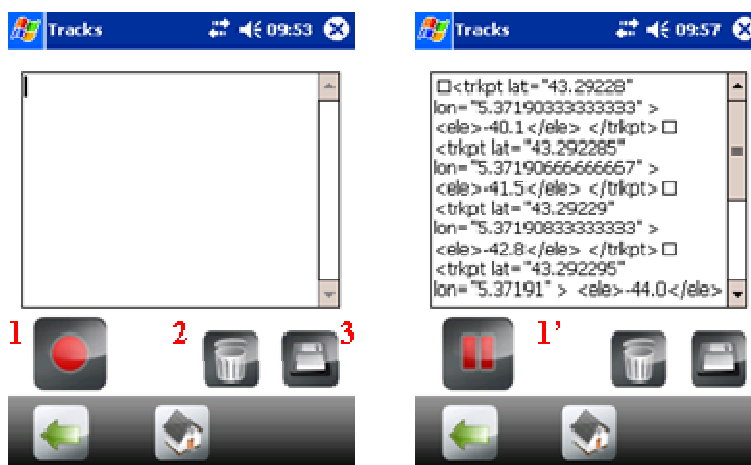 Tracks 09:53
1 2 3
Tracks 09:57
□<trkpt lat="43.29228"
lon="5.37190333333333" >
<ele>-40.1</ele> </trkpt>□
<trkpt lat="43.292285"
lon="5.37190666666667" >
<ele>-41.5</ele> </trkpt>□
<trkpt lat="43.29229"
lon="5.37190833333333" >
<ele>-42.8</ele> </trkpt>□
<trkpt lat="43.292295"
lon="5.37191" > <ele>-44.0</ele>
1'